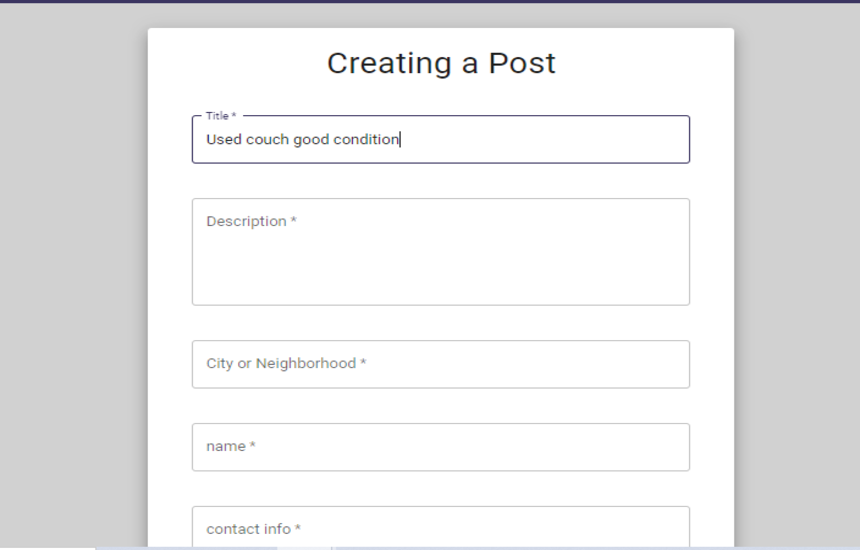 Creating a Post
Title *
Used couch good condition
Description *
City or Neighborhood *
name *
contact info *